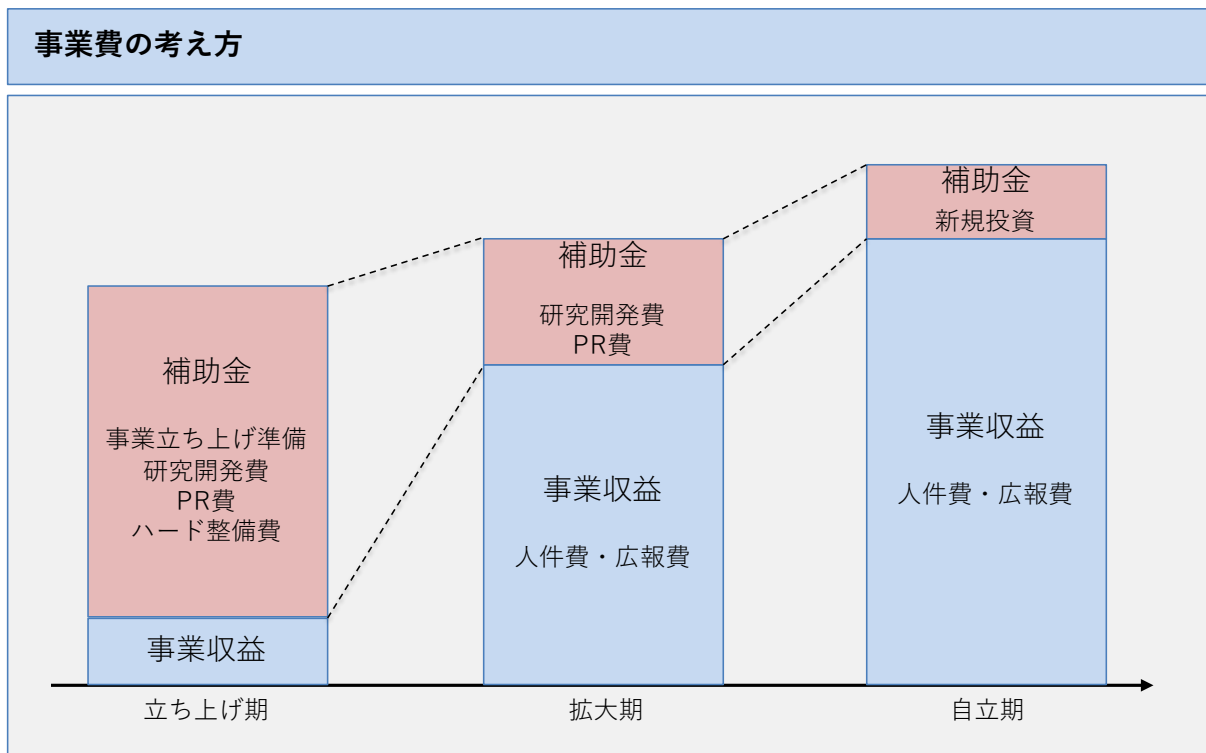 事業費の考え方
補助金
事業立ち上げ準備
研究開発費
PR費
ハード整備費
事業収益
立ち上げ期
補助金
研究開発費
PR費
事業収益
人件費・広報費
拡大期
補助金
新規投資
事業収益
人件費・広報費
自立期